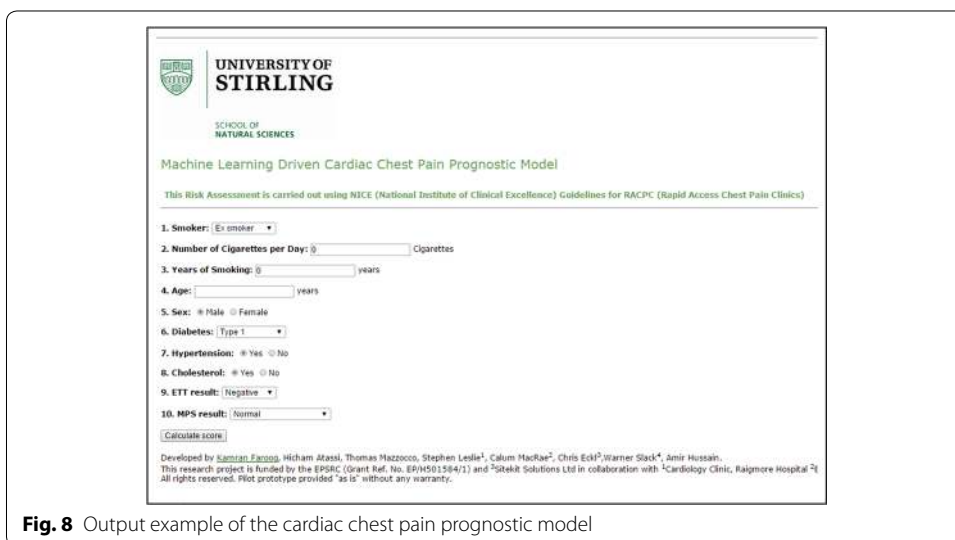 UNIVERSITY OF
STIRLING
SCHOOL OF
NATURAL SCIENCES
Machine Learning Driven Cardiac Chest Pain Prognostic Model
This Risk Assessment is carried out using NICE (National Institute of Clinical Excellence) Guidelines for RACPC (Rapid Access Chest Pain Clinics)
1. Smoker: Ex smoker
2. Number of Cigarettes per Day: 0 Cigarettes
3. Years of Smoking: 0 years
4. Age: years
5. Sex: Male Female
6. Diabetes: Type 1
7. Hypertension: Yes No
8. Cholesterol: Yes No
9. ETT result: Negative
10. MPS result: Normal
Calculate score
Developed by Kamran Farooq, Hicham Atassi, Thomas Mazzocco, Stephen Leslie¹, Calum MacRae², Chris Eckl³,Warner Slack⁴, Amir Hussain.
This research project is funded by the EPSRC (Grant Ref. No. EP/H501584/1) and ³Sitekit Solutions Ltd in collaboration with ¹Cardiology Clinic, Raigmore Hospital
All rights reserved. Pilot prototype provided "as is" without any warranty.
Fig. 8 Output example of the cardiac chest pain prognostic model